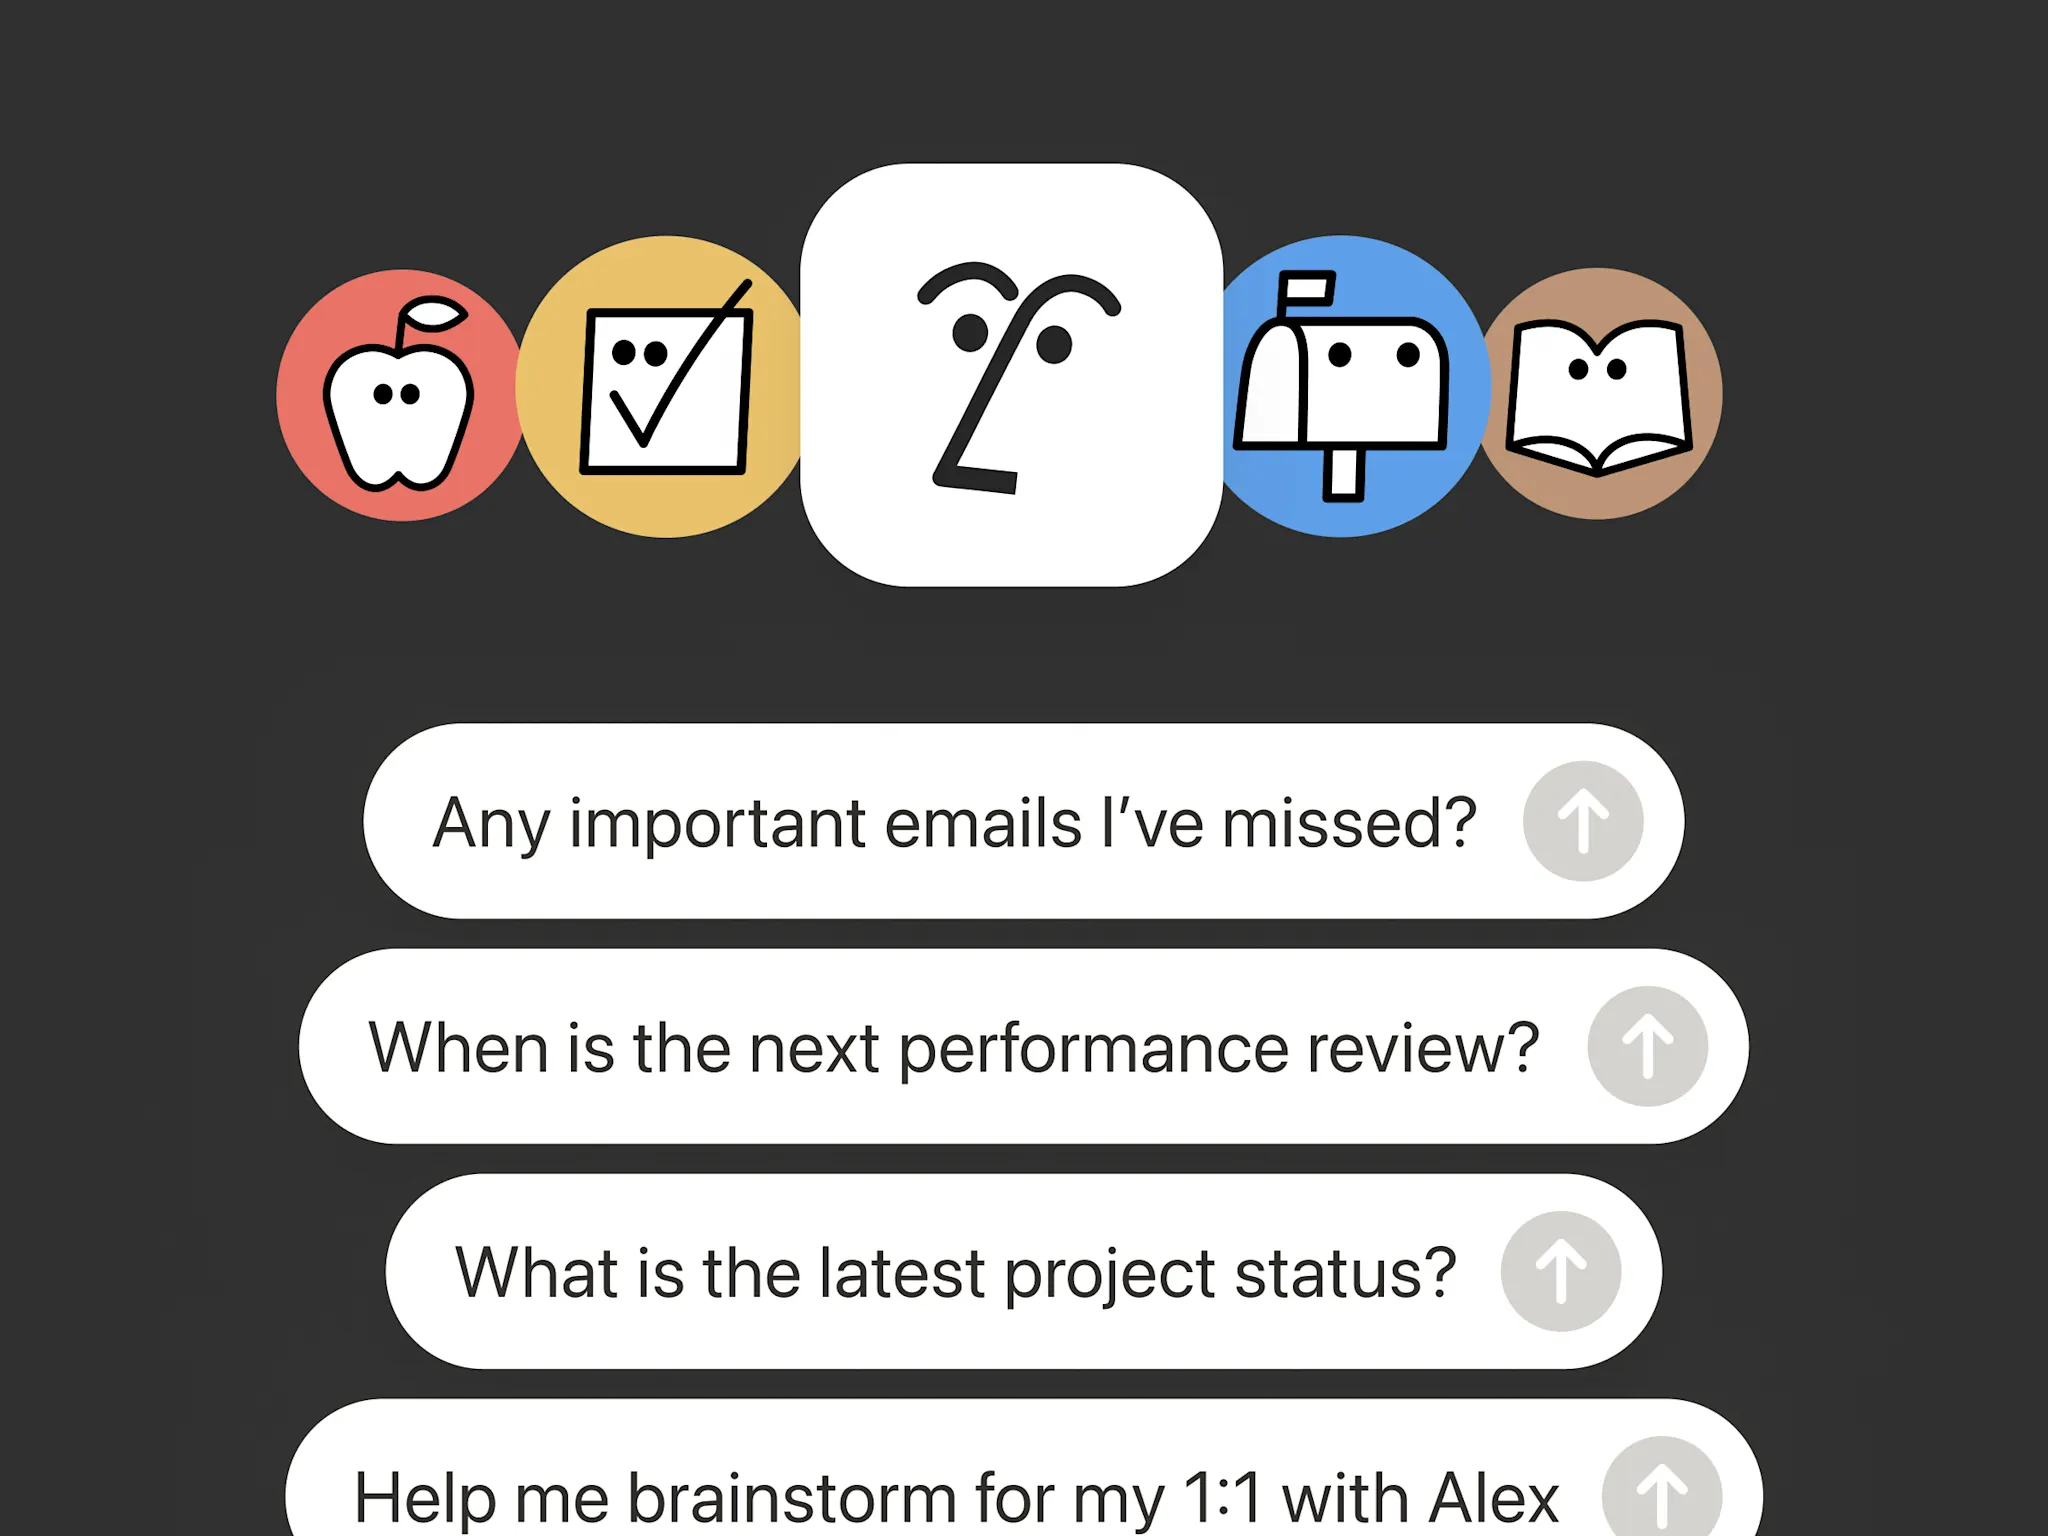 Any important emails I’ve missed?
When is the next performance review?
What is the latest project status?
Help me brainstorm for my 1:1 with Alex